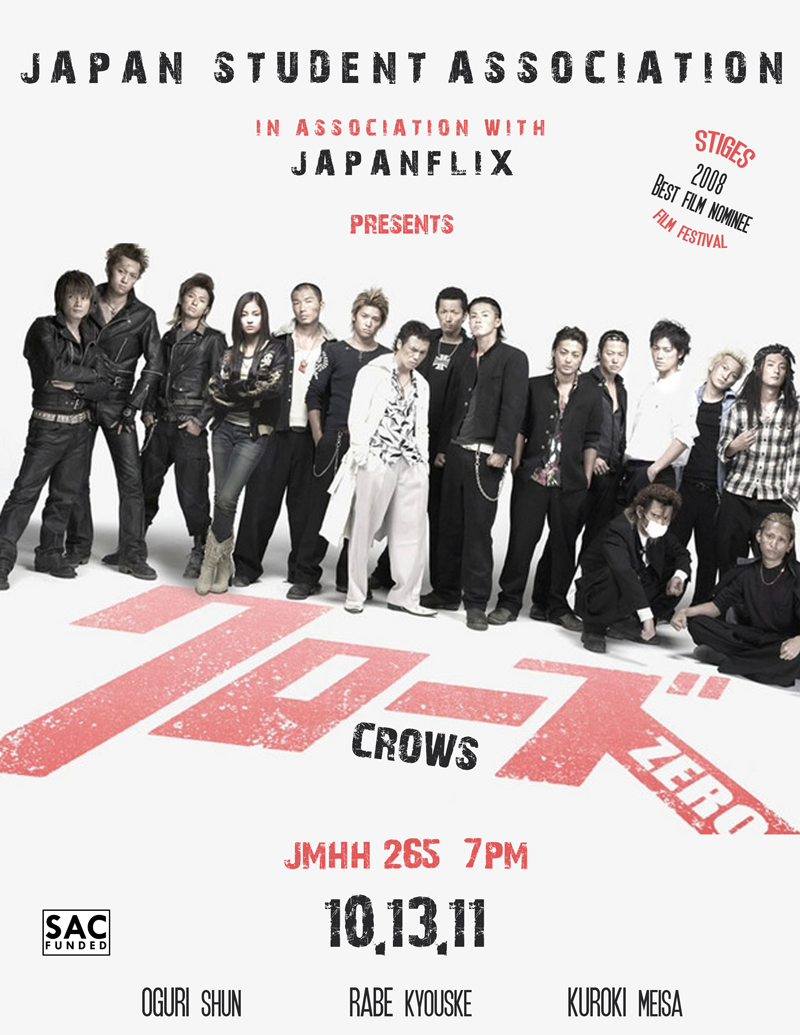 JAPAN STUDENT ASSOCIATION
IN ASSOCIATION WITH
JAPANFLIX
PRESENTS
STIGES
2008
BEST FILM NOMINEE
FILM FESTIVAL
クローズ
CROWS
ZERO
JMHH 265 7PM
10.13.11
SAC
FUNDED
OGURI SHUN
RABE KYOUSKE
KUROKI MEISA